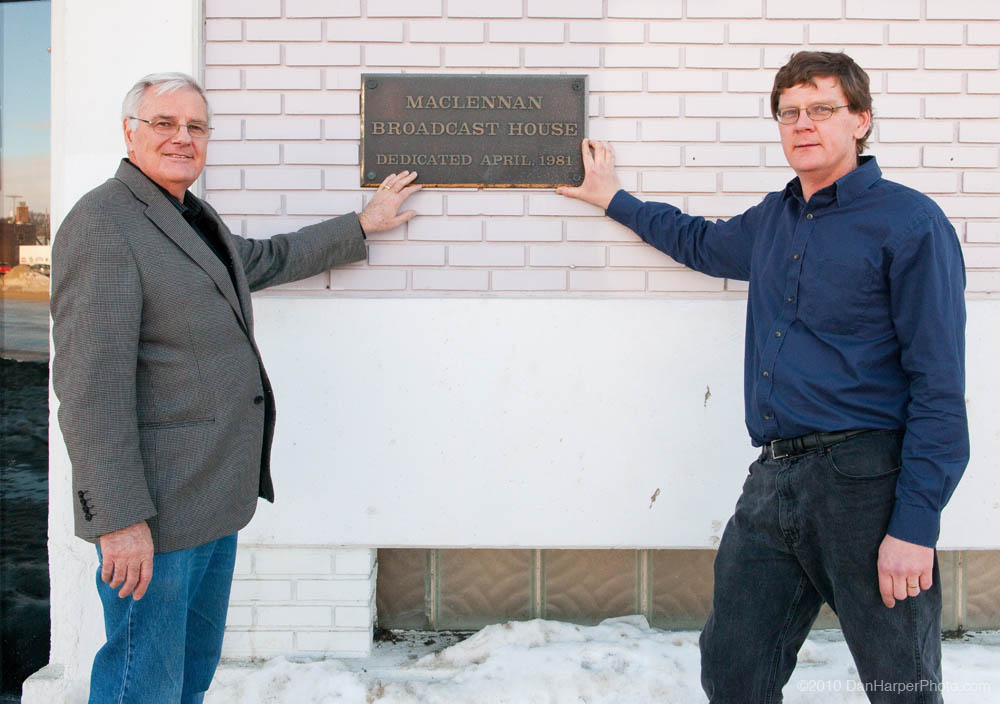 MACLENNAN
BROADCAST HOUSE
DEDICATED APRIL, 1981
©2010 DanHarperPhoto.com